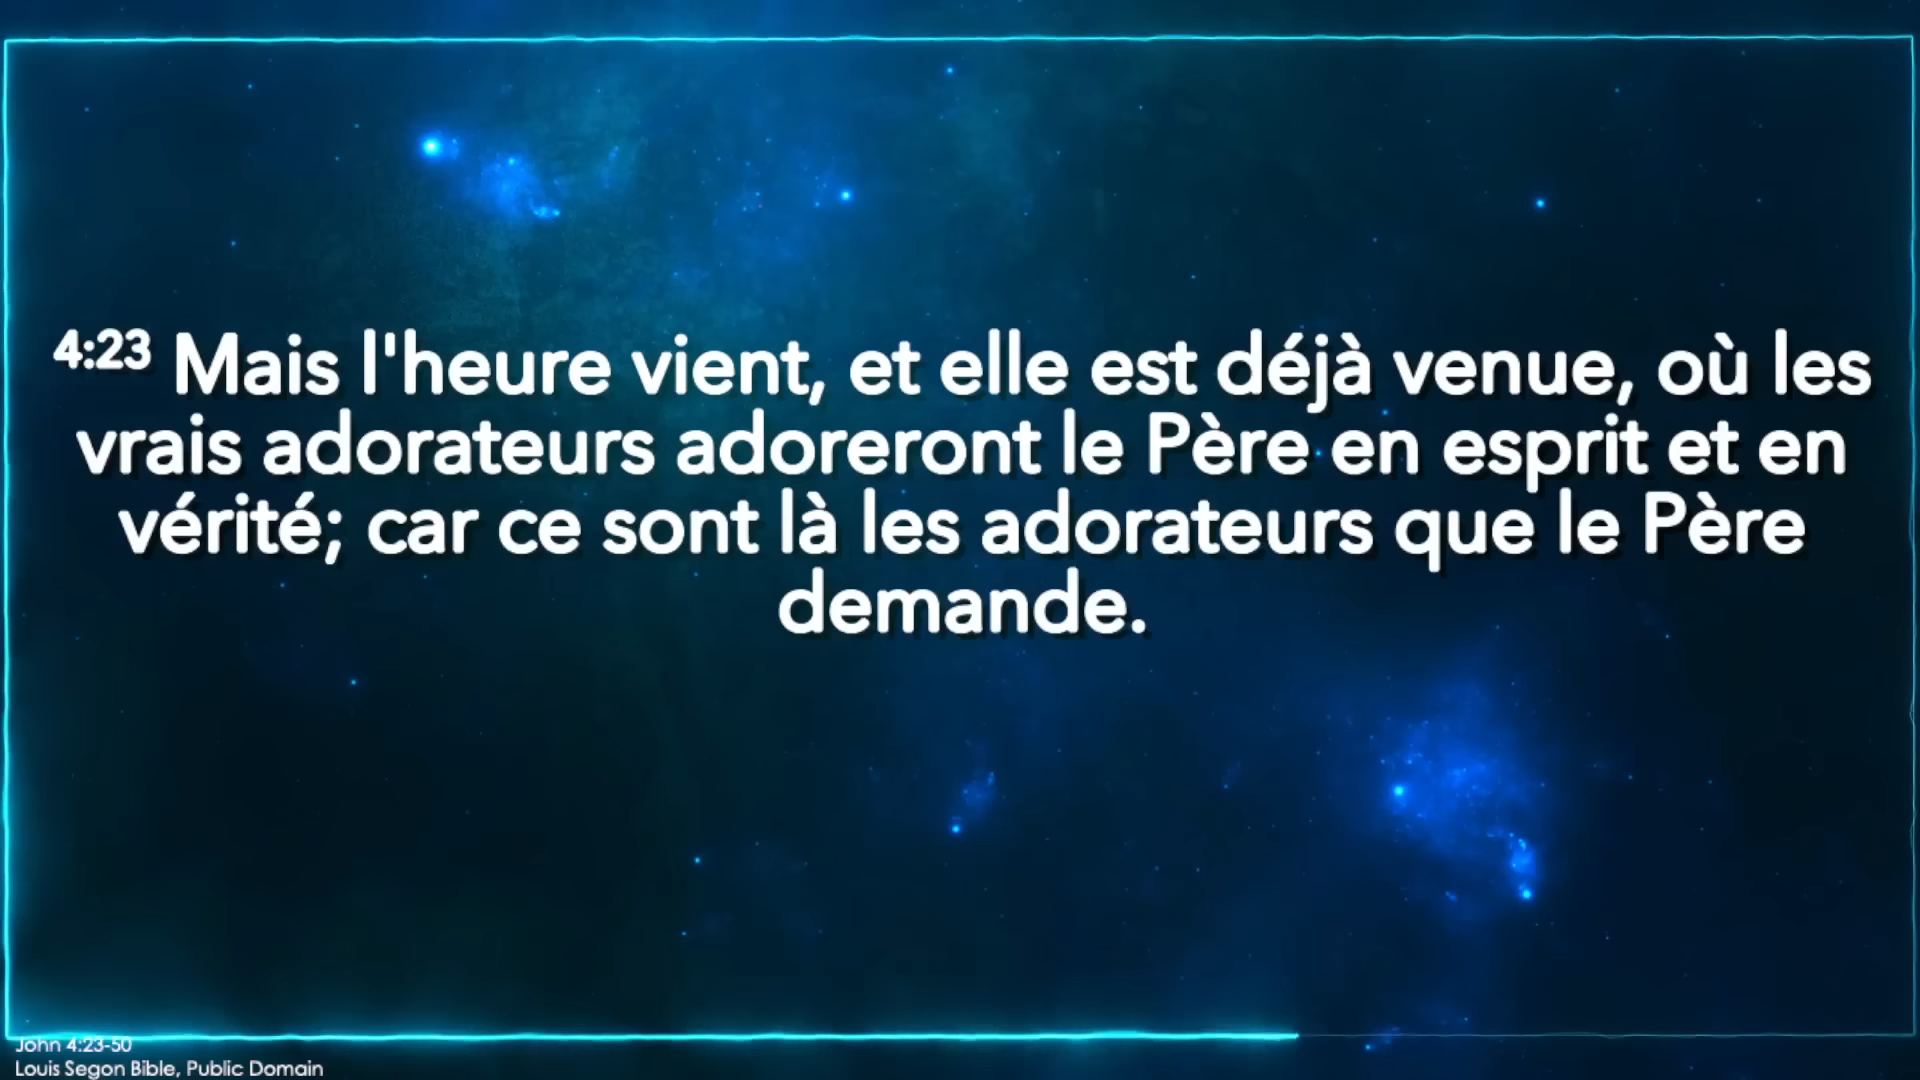 4:23 Mais l'heure vient, et elle est déjà venue, où les
vrais adorateurs adoreront le Père en esprit et en
vérité; car ce sont là les adorateurs que le Père
demande.
John 4:23-50
Louis Segon Bible, Public Domain